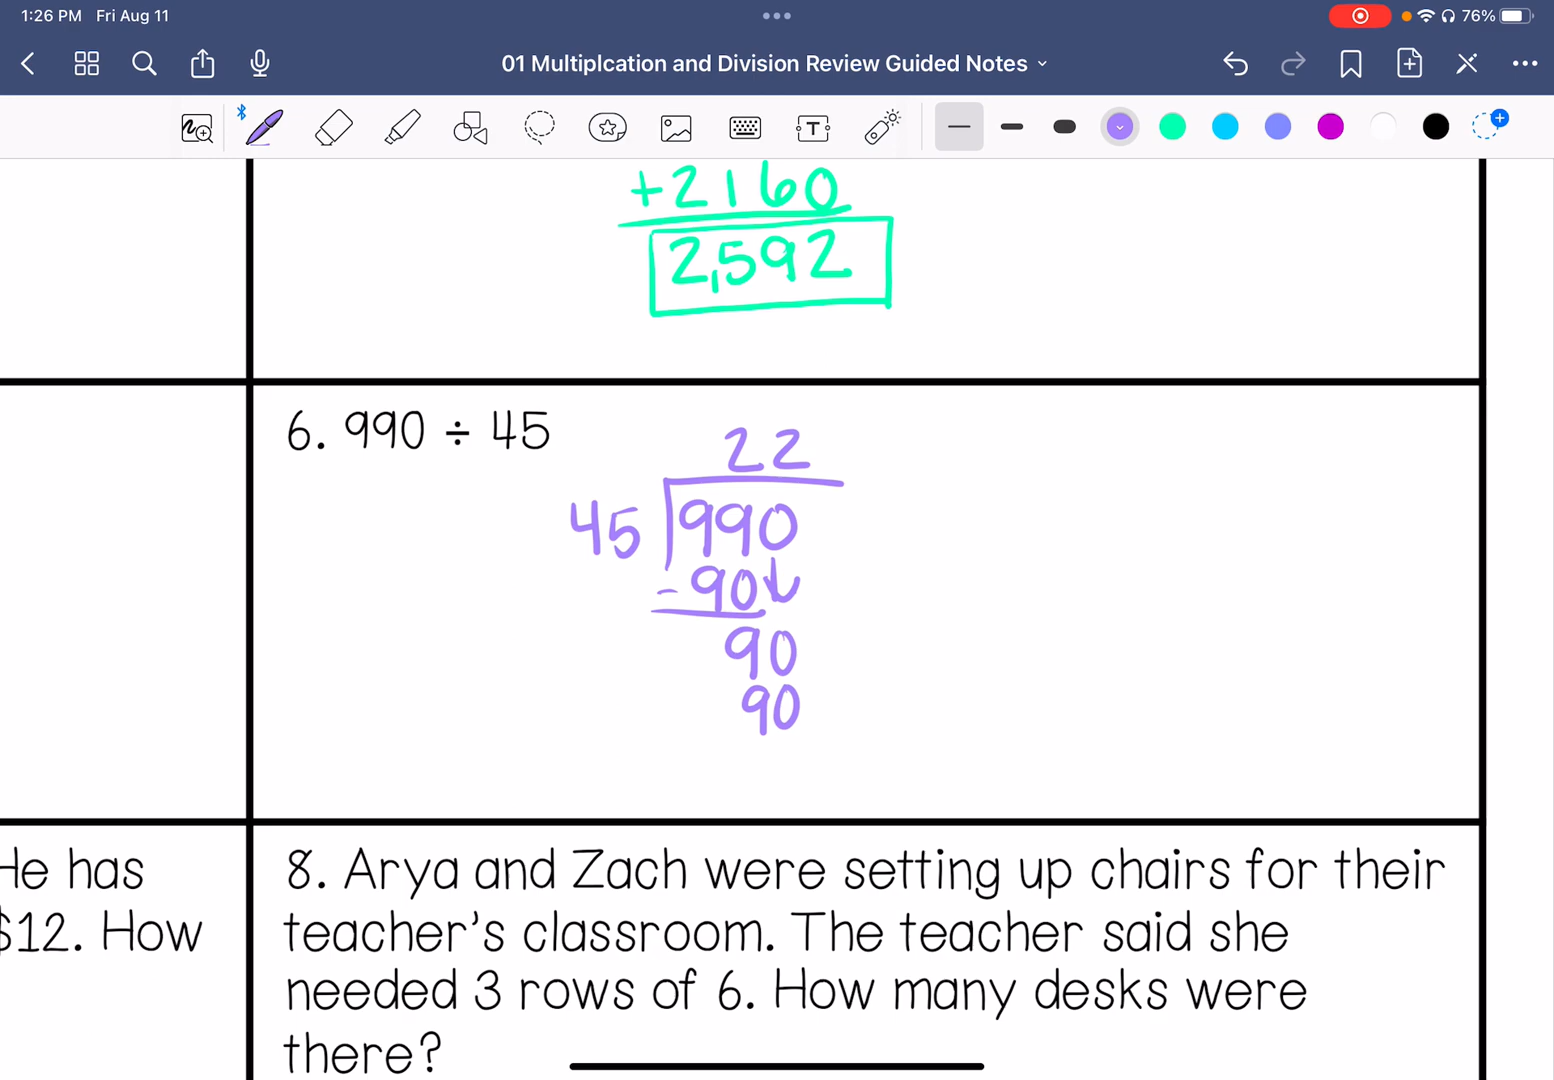 1:26 PM Fri Aug 11
76%
01 Multiplcation and Division Review Guided Notes
T
+2160
2,592
6. 990 ÷ 45
22
45 990
- 90
90
90
He has
$12. How
8. Arya and Zach were setting up chairs for their
teacher's classroom. The teacher said she
needed 3 rows of 6. How many desks were
there?